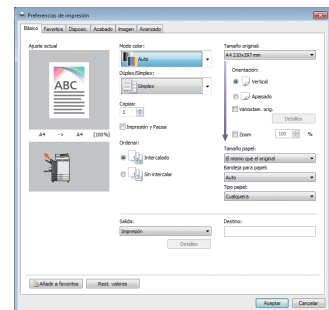 Preferencias de impresión
Básico Favoritos Disposic. Acabado Imagen Avanzado
Ajuste actual
ABC
A4 -> A4 (100%)
Modo color:
Auto
Dúplex/Símplex:
Símplex
Copias:
1
Impresión y Pausa
Ordenar:
Intercalado
Sin intercalar
Tamaño original:
A4 210x297 mm
Orientación:
Vertical
Apaisado
Variostam. orig.
Detalles
Zoom 100 %
Tamaño papel:
El mismo que el original
Bandeja para papel:
Auto
Tipo papel:
Cualquiera
Salida:
Impresión
Detalles
Destino:
Añadir a favoritos Rest. valores
Aceptar Cancelar